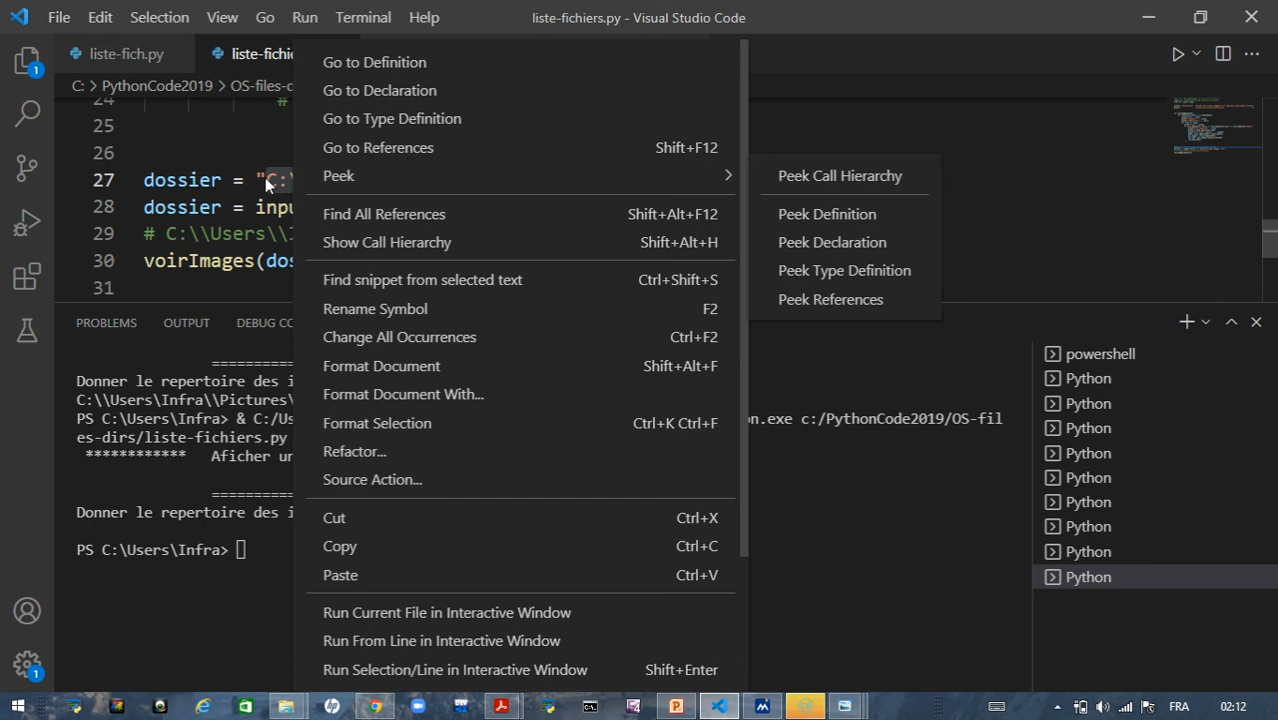 File Edit Selection View Go Run Terminal Help liste-fichiers.py - Visual Studio Code
liste-fich.py liste-fichie
C: > PythonCode2019 > OS-files-d
24 #
25
26
27 dossier = "C:\
28 dossier = inpu
29 # C:\\Users\\I
30 voirImages(dos
31
Go to Definition
Go to Declaration
Go to Type Definition
Go to References Shift+F12
Peek
Find All References Shift+Alt+F12
Show Call Hierarchy Shift+Alt+H
Find snippet from selected text Ctrl+Shift+S
Rename Symbol F2
Change All Occurrences Ctrl+F2
Format Document Shift+Alt+F
Format Document With...
Format Selection Ctrl+K Ctrl+F
Refactor...
Source Action...
Cut Ctrl+X
Copy Ctrl+C
Paste Ctrl+V
Run Current File in Interactive Window
Run From Line in Interactive Window
Run Selection/Line in Interactive Window Shift+Enter
Peek Call Hierarchy
Peek Definition
Peek Declaration
Peek Type Definition
Peek References
PROBLEMS OUTPUT DEBUG CO
==========
Donner le repertoire des i
C:\\Users\\Infra\\Pictures\
PS C:\Users\Infra> & C:/Us on.exe c:/PythonCode2019/OS-fil
es-dirs/liste-fichiers.py
************ Aficher un
==========
Donner le repertoire des i
PS C:\Users\Infra>
powershell
Python
Python
Python
Python
Python
Python
Python
Python
Python
1
1
FRA 02:12